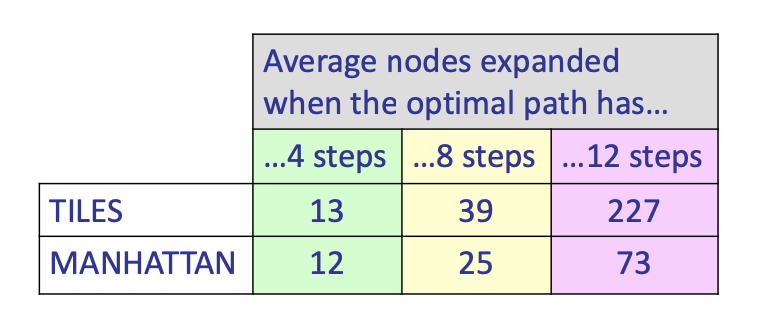 Average nodes expanded
when the optimal path has...
...4 steps ...8 steps ...12 steps
TILES 13 39 227
MANHATTAN 12 25 73